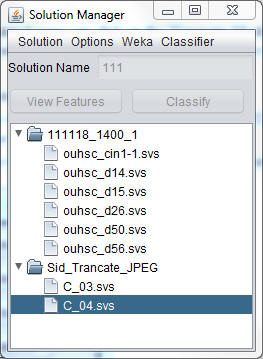 Solution Manager
Solution Options Weka Classifier
Solution Name 111
View Features Classify
111118_1400_1
ouhsc_cin1-1.svs
ouhsc_d14.svs
ouhsc_d15.svs
ouhsc_d26.svs
ouhsc_d50.svs
ouhsc_d56.svs
Sid_Trancate_JPEG
C_03.svs
C_04.svs